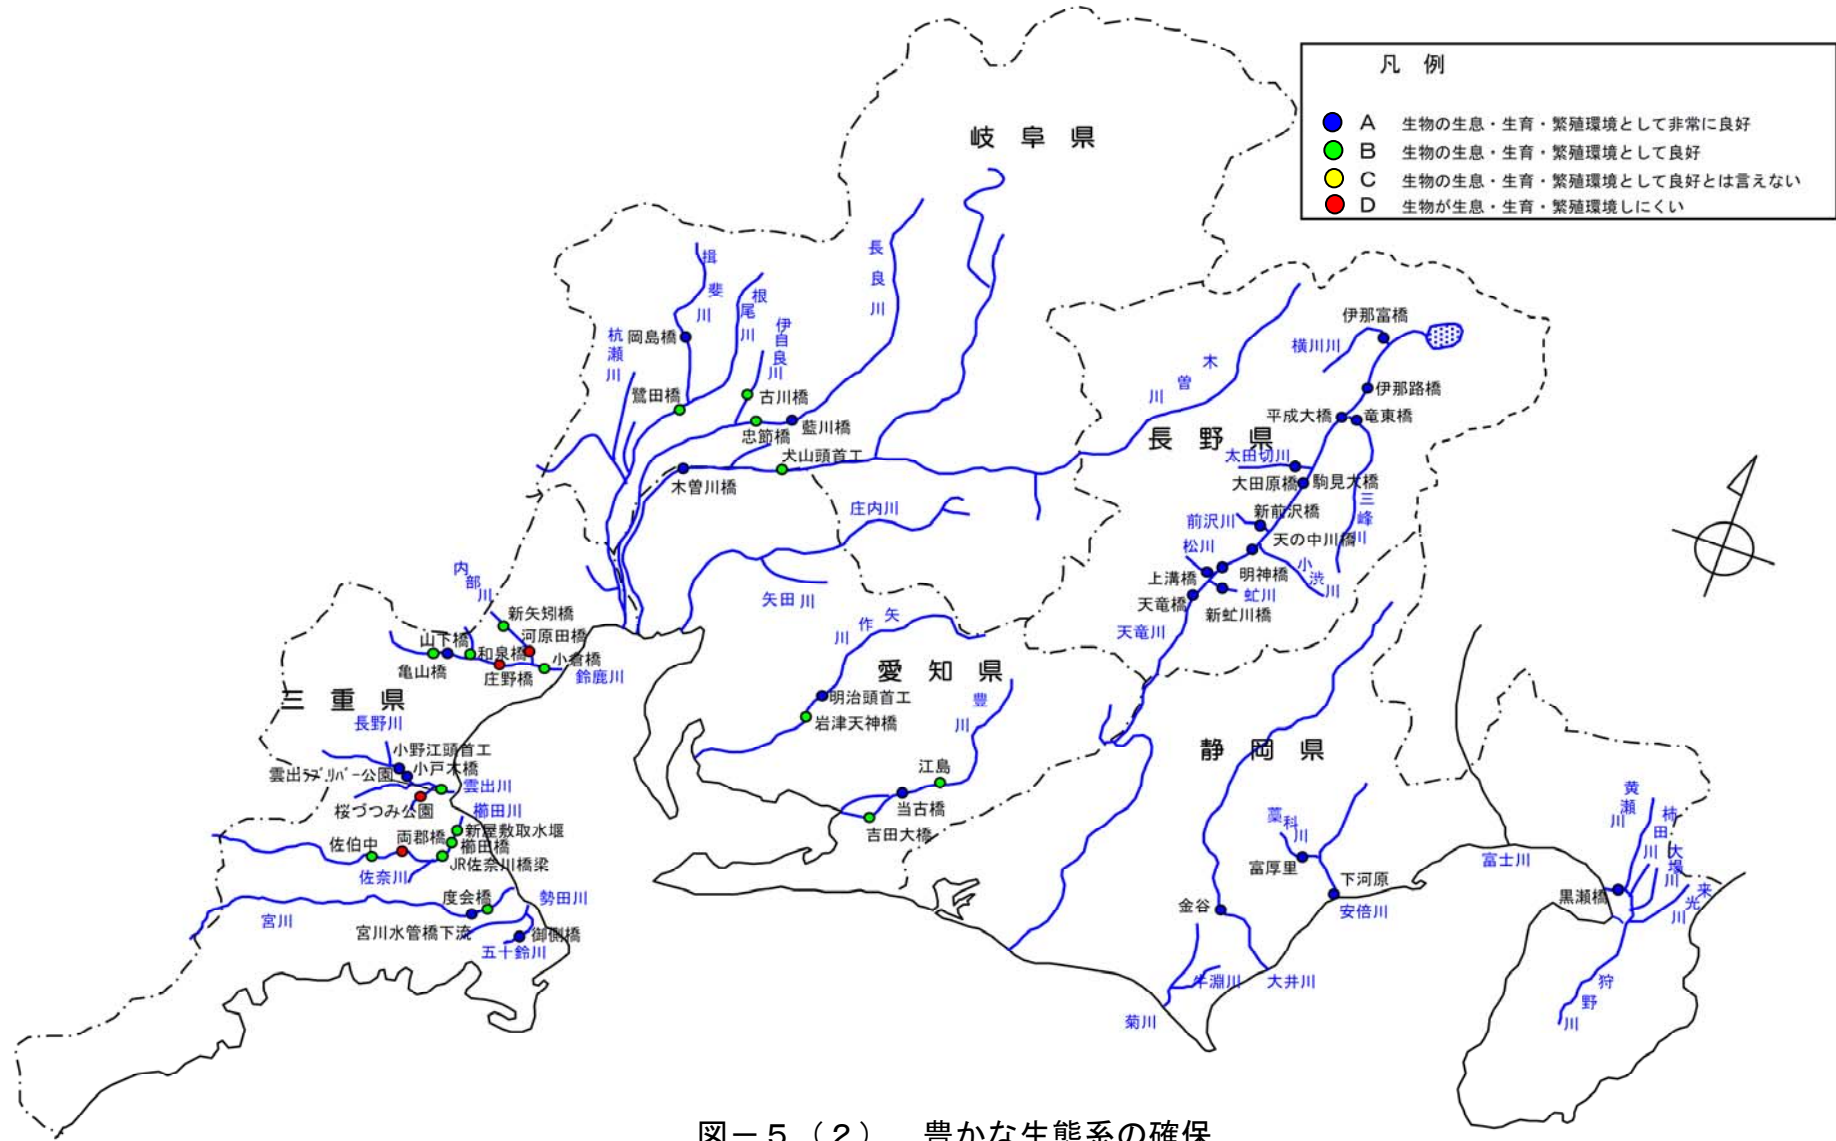 凡 例
A 生物の生息・生育・繁殖環境として非常に良好
B 生物の生息・生育・繁殖環境として良好
C 生物の生息・生育・繁殖環境として良好とは言えない
D 生物が生息・生育・繁殖環境しにくい
岐 阜 県
揖斐川
根尾川
伊自良川
長良川
杭瀬川
岡島橋
鷺田橋
古川橋
忠節橋
藍川橋
犬山頭首工
木曽川橋
木曽川
長 野 県
伊那富橋
横川川
伊那路橋
平成大橋
竜東橋
太田切川
大田原橋
駒見大橋
三峰川
新前沢橋
前沢川
天の中川橋
松川
小渋川
上溝橋
明神橋
虻川
天竜橋
新虻川橋
天竜川
庄内川
矢田川
矢作川
愛 知 県
明治頭首工
岩津天神橋
豊川
江島
当古橋
吉田大橋
内部川
新矢矧橋
河原田橋
山下橋
和泉橋
小倉橋
亀山橋
庄野橋
鈴鹿川
三 重 県
長野川
小野江頭首工
小戸木橋
雲出ラブリバー公園
雲出川
桜づつみ公園
櫛田川
新屋敷取水堰
両郡橋
佐伯中
櫛田橋
JR佐奈川橋梁
佐奈川
度会橋
勢田川
宮川
宮川水管橋下流
御側橋
五十鈴川
静 岡 県
藁科川
富厚里
下河原
安倍川
金谷
牛淵川
大井川
菊川
富士川
黄瀬川
柿田川
大場川
来光川
黒瀬橋
狩野川
図－５（２） 豊かな生態系の確保